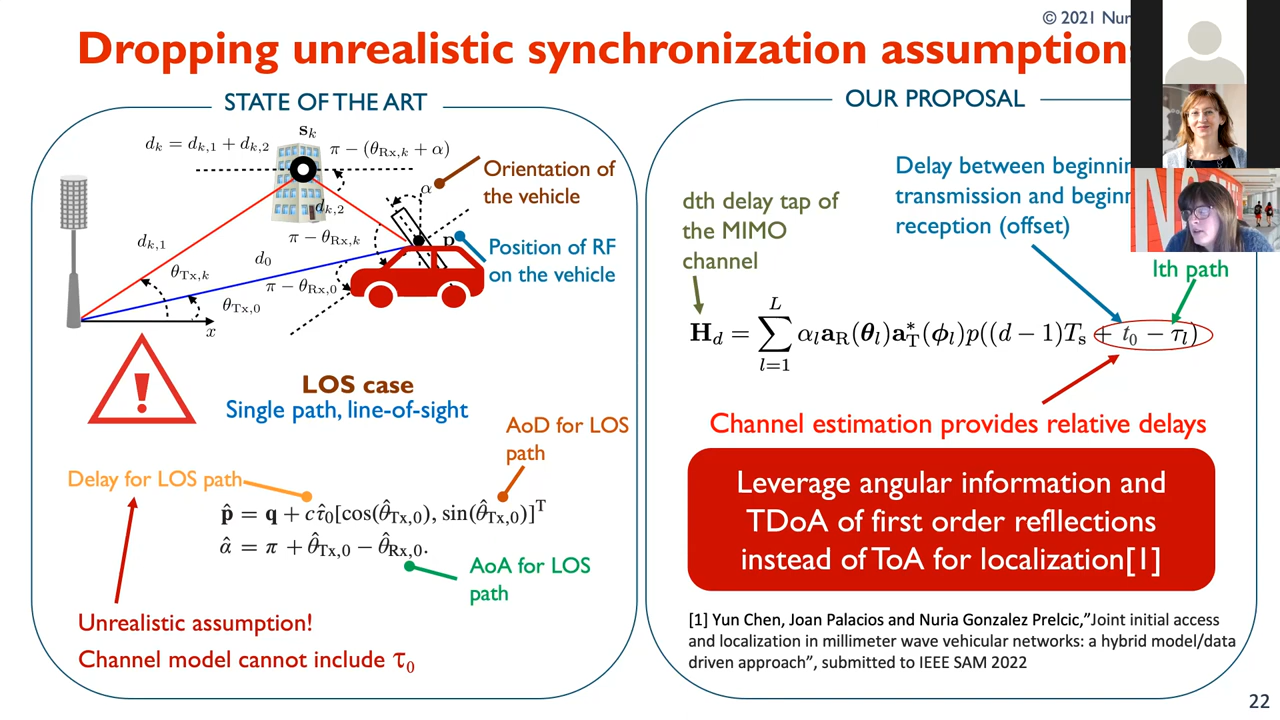 © 2021 Nur
Dropping unrealistic synchronization assumption
STATE OF THE ART
s_k
d_k = d_{k,1} + d_{k,2}
π − (θ_{Rx,k} + α)
α
Orientation of
the vehicle
d_{k,2}
d_{k,1}
π − θ_{Rx,k}
p
Position of RF
on the vehicle
d_0
θ_{Tx,k}
π − θ_{Rx,0}
θ_{Tx,0}
x
LOS case
Single path, line-of-sight
AoD for LOS
path
Delay for LOS path
p̂ = q + cτ̂_0[cos(θ̂_{Tx,0}), sin(θ̂_{Tx,0})]^T
α̂ = π + θ̂_{Tx,0} − θ̂_{Rx,0}.
AoA for LOS
path
Unrealistic assumption!
Channel model cannot include τ_0
OUR PROPOSAL
Delay between beginnin
transmission and beginn
reception (offset)
dth delay tap of
the MIMO
channel
lth path
H_d = ∑_{l=1}^{L} α_l a_R(θ_l) a_T^*(ϕ_l) p((d − 1)T_s + t_0 − τ_l)
Channel estimation provides relative delays
Leverage angular information and
TDoA of first order refllections
instead of ToA for localization[1]
[1] Yun Chen, Joan Palacios and Nuria Gonzalez Prelcic,”Joint initial access
and localization in millimeter wave vehicular networks: a hybrid model/data
driven approach”, submitted to IEEE SAM 2022
22